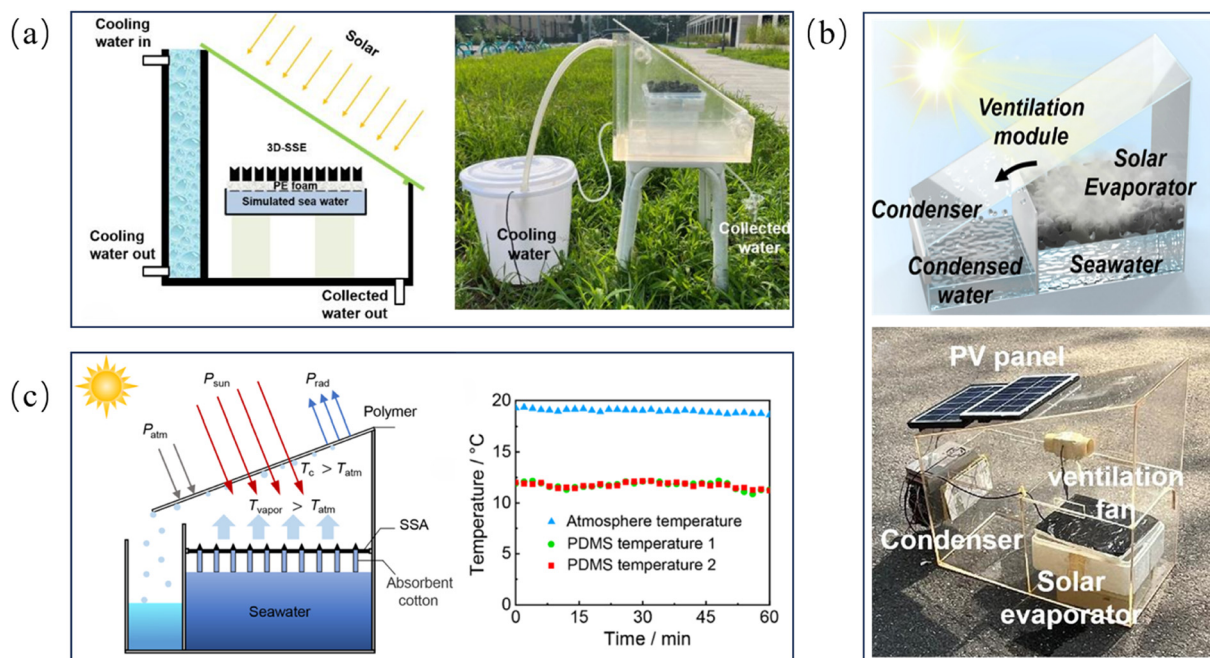 (a)
Cooling
water in
Solar
3D-SSE
PE foam
Simulated sea water
Cooling
water out
Collected
water out
Cooling
water
Collected
water
(b)
Ventilation
module
Solar
Evaporator
Condenser
Condensed
water
Seawater
PV panel
ventilation
fan
Condenser
Solar
evaporator
(c)
P_sun
P_rad
Polymer
P_atm
T_c > T_atm
T_vapor > T_atm
SSA
Absorbent
cotton
Seawater
Temperature / °C
20
15
10
5
0
Atmosphere temperature
PDMS temperature 1
PDMS temperature 2
0 20 40 60
Time / min